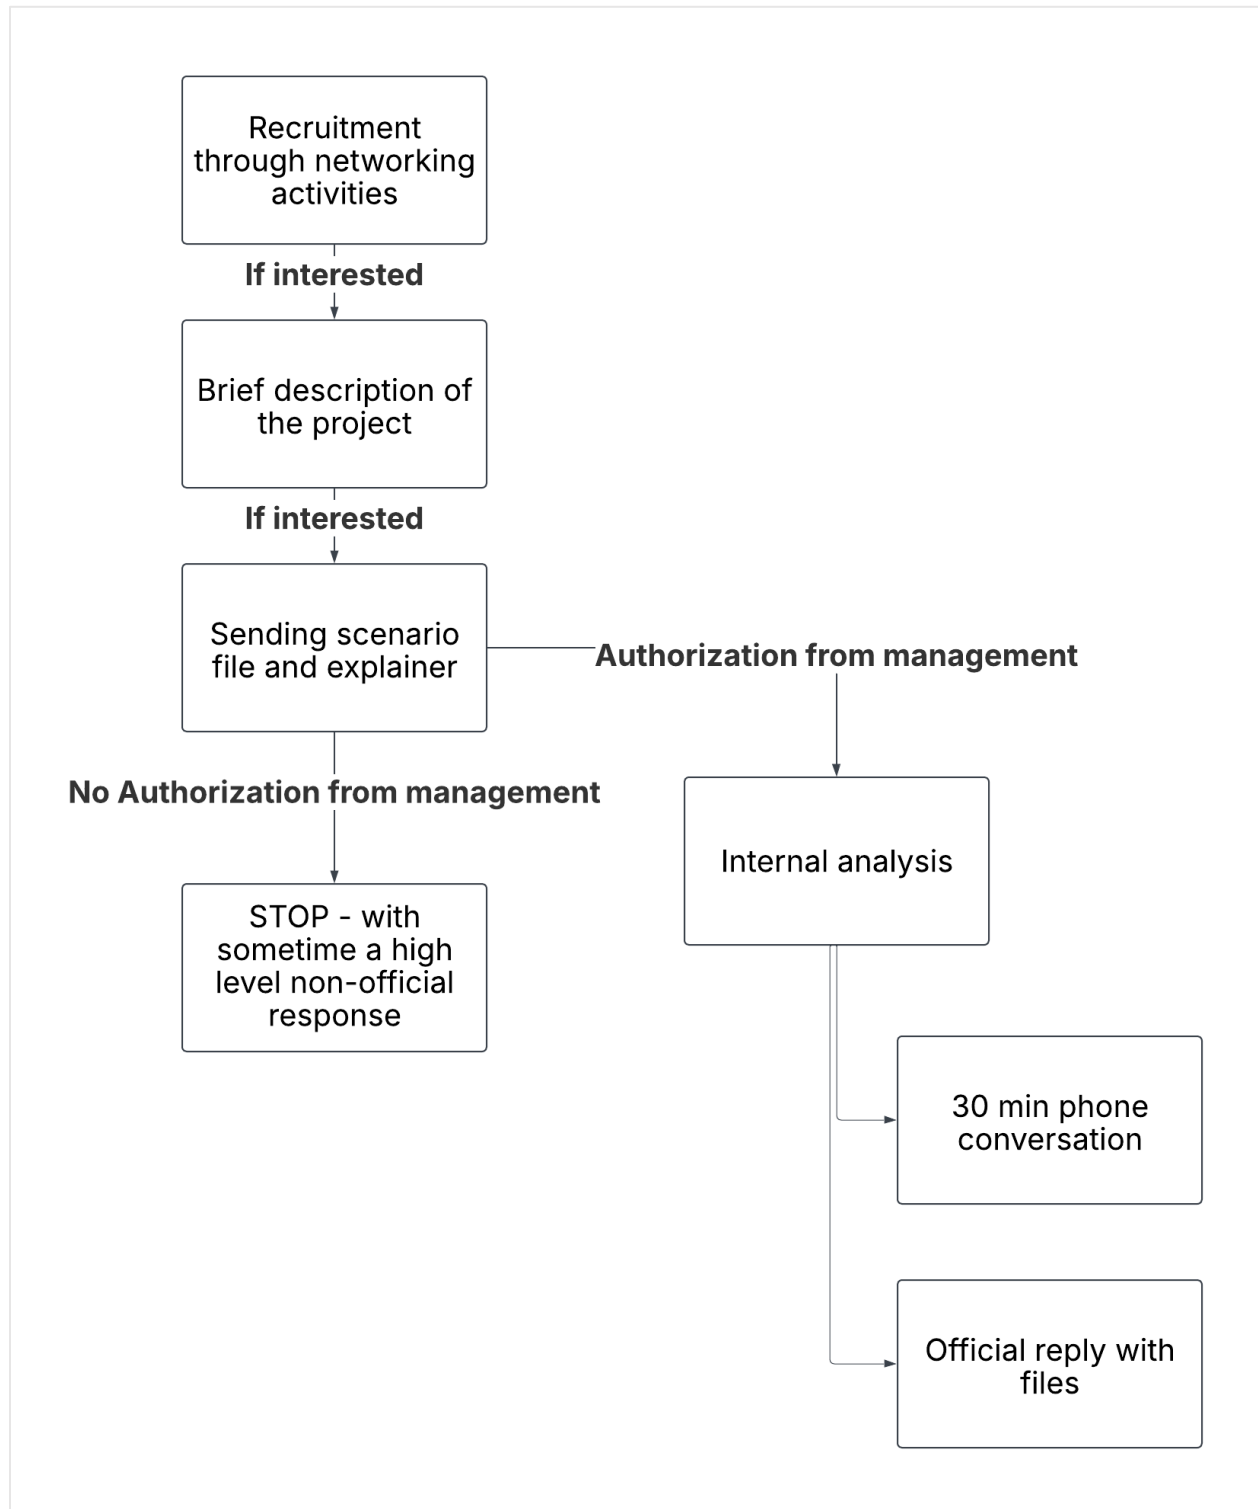 Recruitment
through networking
activities
If interested
Brief description of
the project
If interested
Sending scenario
file and explainer
Authorization from management
No Authorization from management
Internal analysis
STOP - with
sometime a high
level non-official
response
30 min phone
conversation
Official reply with
files